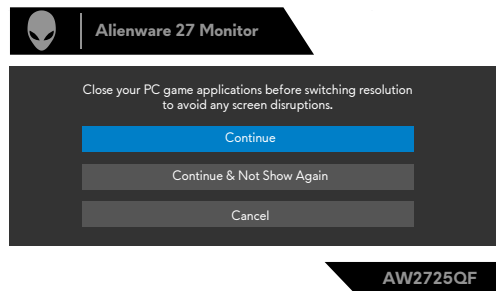 Alienware 27 Monitor
Close your PC game applications before switching resolution
to avoid any screen disruptions.
Continue
Continue & Not Show Again
Cancel
AW2725QF